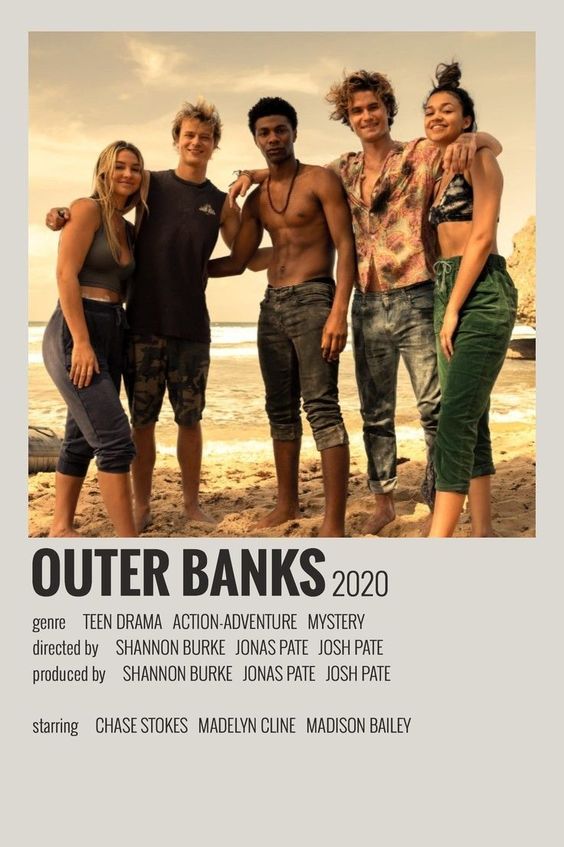 OUTER BANKS 2020
genre TEEN DRAMA ACTION-ADVENTURE MYSTERY
directed by SHANNON BURKE JONAS PATE JOSH PATE
produced by SHANNON BURKE JONAS PATE JOSH PATE
starring CHASE STOKES MADELYN CLINE MADISON BAILEY